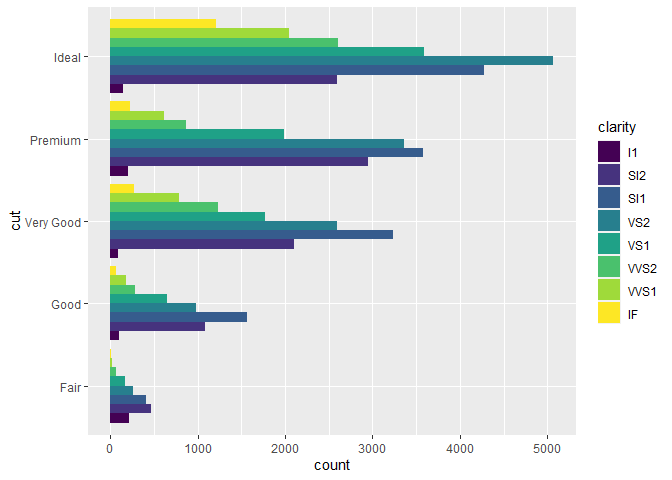 Ideal
Premium
Very Good
Good
Fair
cut
0 1000 2000 3000 4000 5000
count
clarity
I1
SI2
SI1
VS2
VS1
VVS2
VVS1
IF